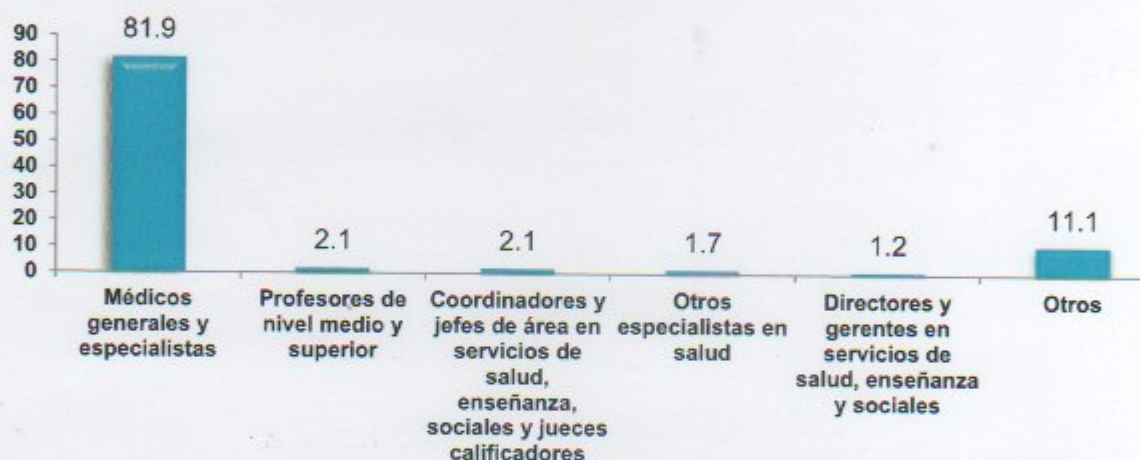 90
80
70
60
50
40
30
20
10
0
81.9
2.1
2.1
1.7
1.2
11.1
Médicos
generales y
especialistas
Profesores de
nivel medio y
superior
Coordinadores y
jefes de área en
servicios de
salud,
enseñanza,
sociales y jueces
calificadores
Otros
especialistas en
salud
Directores y
gerentes en
servicios de
salud, enseñanza
y sociales
Otros